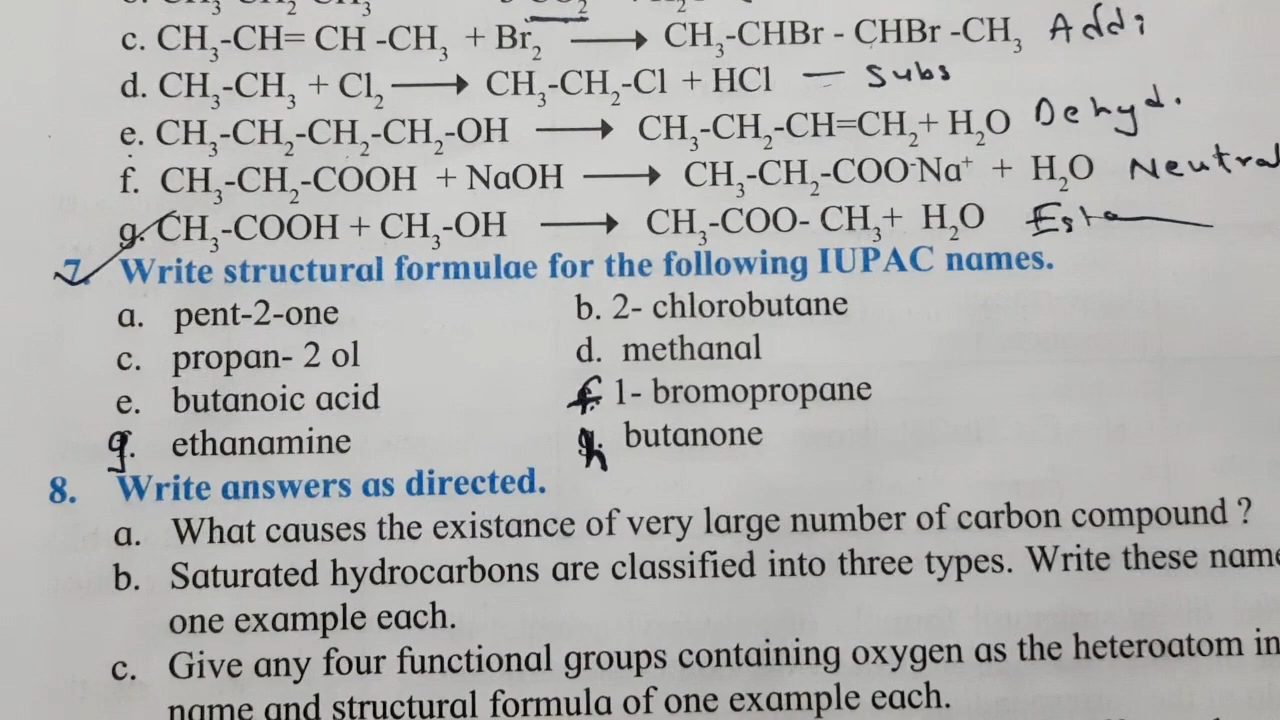 c. CH₃-CH= CH -CH₃ + Br₂ ⟶ CH₃-CHBr - CHBr -CH₃ Addi
d. CH₃-CH₃ + Cl₂ ⟶ CH₃-CH₂-Cl + HCl — Subs
e. CH₃-CH₂-CH₂-CH₂-OH ⟶ CH₃-CH₂-CH=CH₂+ H₂O Dehyd.
f. CH₃-CH₂-COOH + NaOH ⟶ CH₃-CH₂-COO⁻Na⁺ + H₂O Neutral
g. CH₃-COOH + CH₃-OH ⟶ CH₃-COO- CH₃+ H₂O Este
7. Write structural formulae for the following IUPAC names.
a. pent-2-one b. 2- chlorobutane
c. propan- 2 ol d. methanal
e. butanoic acid f. 1- bromopropane
g. ethanamine h. butanone
8. Write answers as directed.
a. What causes the existance of very large number of carbon compound ?
b. Saturated hydrocarbons are classified into three types. Write these name
one example each.
c. Give any four functional groups containing oxygen as the heteroatom in
name and structural formula of one example each.